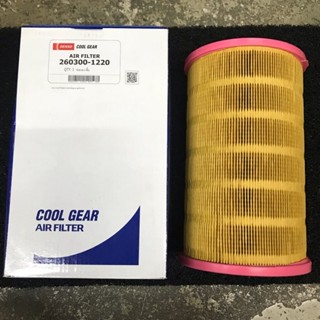 DENSO COOL GEAR
AIR FILTER
260300-1220
COOL GEAR
AIR FILTER